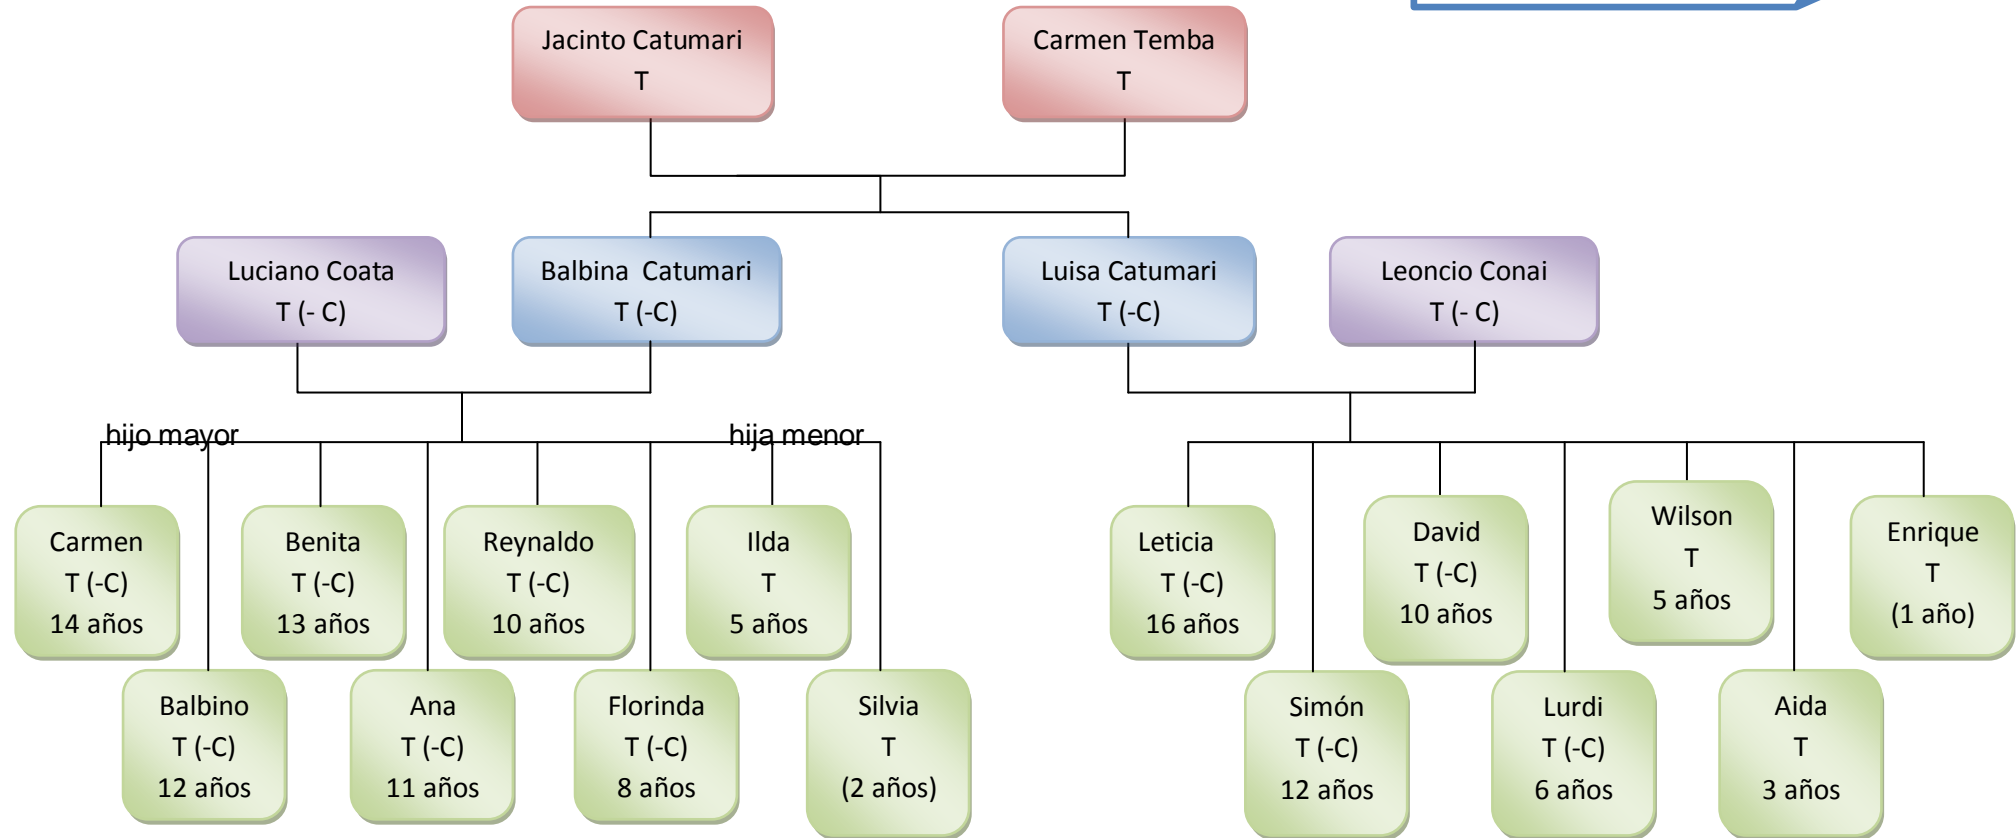 Jacinto Catumari
T
Carmen Temba
T
Luciano Coata
T (- C)
Balbina  Catumari
T (-C)
Luisa Catumari
T (-C)
Leoncio Conai
T (- C)
hijo mayor
hija menor
Carmen
T (-C)
14 años
Balbino
T (-C)
12 años
Benita
T (-C)
13 años
Ana
T (-C)
11 años
Reynaldo
T (-C)
10 años
Florinda
T (-C)
8 años
Ilda
T
5 años
Silvia
T
(2 años)
Leticia
T (-C)
16 años
Simón
T (-C)
12 años
David
T (-C)
10 años
Lurdi
T (-C)
6 años
Wilson
T
5 años
Aida
T
3 años
Enrique
T
(1 año)